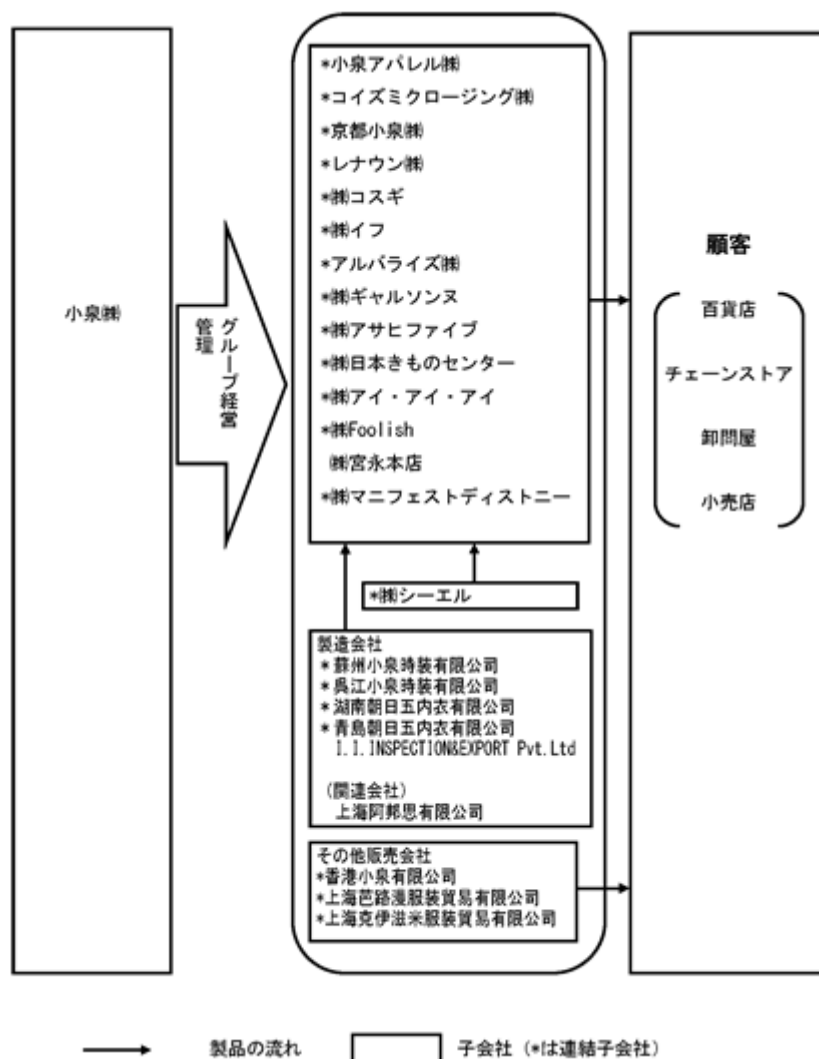 小泉㈱
グループ経営
管理
*小泉アパレル㈱
*コイズミクロージング㈱
*京都小泉㈱
*レナウン㈱
*㈱コスギ
*㈱イフ
*アルバライズ㈱
*㈱ギャルソンヌ
*㈱アサヒファイブ
*㈱日本きものセンター
*㈱アイ・アイ・アイ
*㈱Foolish
㈱宮永本店
*㈱マニフェストディストニー
*㈱シーエル
製造会社
*蘇州小泉時装有限公司
*呉江小泉時装有限公司
*湖南朝日五内衣有限公司
*青島朝日五内衣有限公司
I.I.INSPECTION&EXPORT Pvt.Ltd
(関連会社)
上海阿邦思有限公司
その他販売会社
*香港小泉有限公司
*上海芭路漫服装貿易有限公司
*上海克伊滋米服装貿易有限公司
顧客
百貨店
チェーンストア
卸問屋
小売店
製品の流れ
子会社 (*は連結子会社)